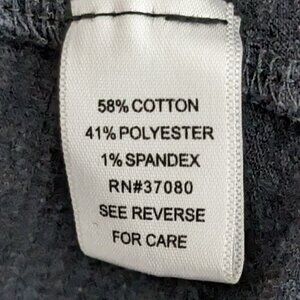 58% COTTON
41% POLYESTER
1% SPANDEX
RN#37080
SEE REVERSE
FOR CARE